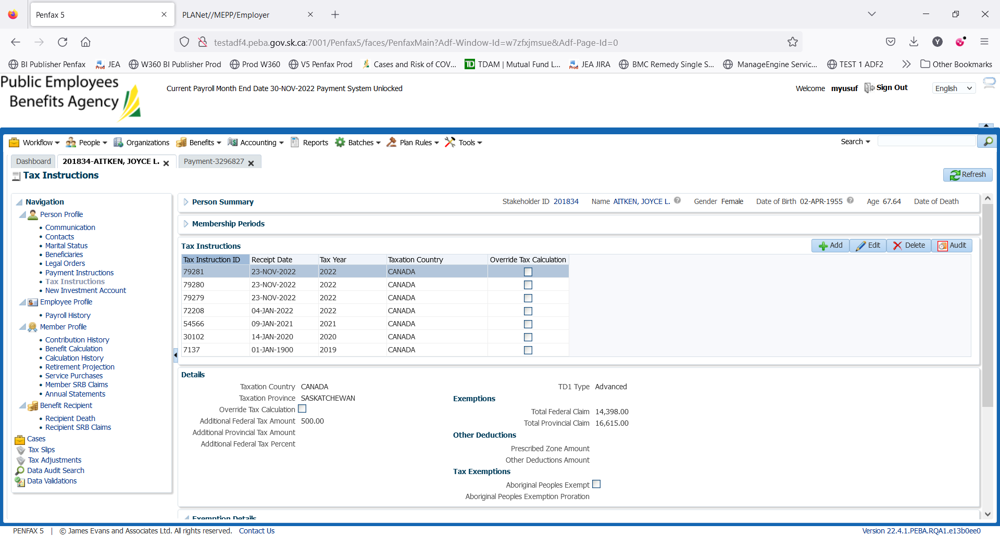 Penfax 5
PLANet//MEPP/Employer
testadf4.peba.gov.sk.ca:7001/Penfax5/faces/PenfaxMain?Adf-Window-Id=w7zfxjmsue&Adf-Page-Id=0
Y
BI Publisher Penfax JEA W360 BI Publisher Prod Prod W360 V5 Penfax Prod Cases and Risk of COV... TDAM | Mutual Fund L... JEA JIRA BMC Remedy Single S... ManageEngine Servic... TEST 1 ADF2 Other Bookmarks
Public Employees
Benefits Agency
Current Payroll Month End Date 30-NOV-2022 Payment System Unlocked
Welcome myusuf Sign Out English
Workflow People Organizations Benefits Accounting Reports Batches Plan Rules Tools Search
Dashboard 201834-AITKEN, JOYCE L. Payment-3296827
Tax Instructions
Refresh
Navigation
Person Profile
Communication
Contacts
Marital Status
Beneficiaries
Legal Orders
Payment Instructions
Tax Instructions
New Investment Account
Employee Profile
Payroll History
Member Profile
Contribution History
Benefit Calculation
Calculation History
Retirement Projection
Service Purchases
Member SRB Claims
Annual Statements
Benefit Recipient
Recipient Death
Recipient SRB Claims
Cases
Tax Slips
Tax Adjustments
Data Audit Search
Data Validations
Person Summary Stakeholder ID 201834 Name AITKEN, JOYCE L. Gender Female Date of Birth 02-APR-1955 Age 67.64 Date of Death
Membership Periods
Tax Instructions
Add Edit Delete Audit
Tax Instruction ID Receipt Date Tax Year Taxation Country Override Tax Calculation
79281 23-NOV-2022 2022 CANADA
79280 23-NOV-2022 2022 CANADA
79279 23-NOV-2022 2022 CANADA
72208 04-JAN-2022 2022 CANADA
54566 09-JAN-2021 2021 CANADA
30102 14-JAN-2020 2020 CANADA
7137 01-JAN-1900 2019 CANADA
Details
Taxation Country CANADA
Taxation Province SASKATCHEWAN
Override Tax Calculation
Additional Federal Tax Amount 500.00
Additional Provincial Tax Amount
Additional Federal Tax Percent
TD1 Type Advanced
Exemptions
Total Federal Claim 14,398.00
Total Provincial Claim 16,615.00
Other Deductions
Prescribed Zone Amount
Other Deductions Amount
Tax Exemptions
Aboriginal Peoples Exempt
Aboriginal Peoples Exemption Proration
Exemption Details
PENFAX 5 | © James Evans and Associates Ltd. All rights reserved. Contact Us
Version 22.4.1.PEBA.RQA1.e13b0ee0